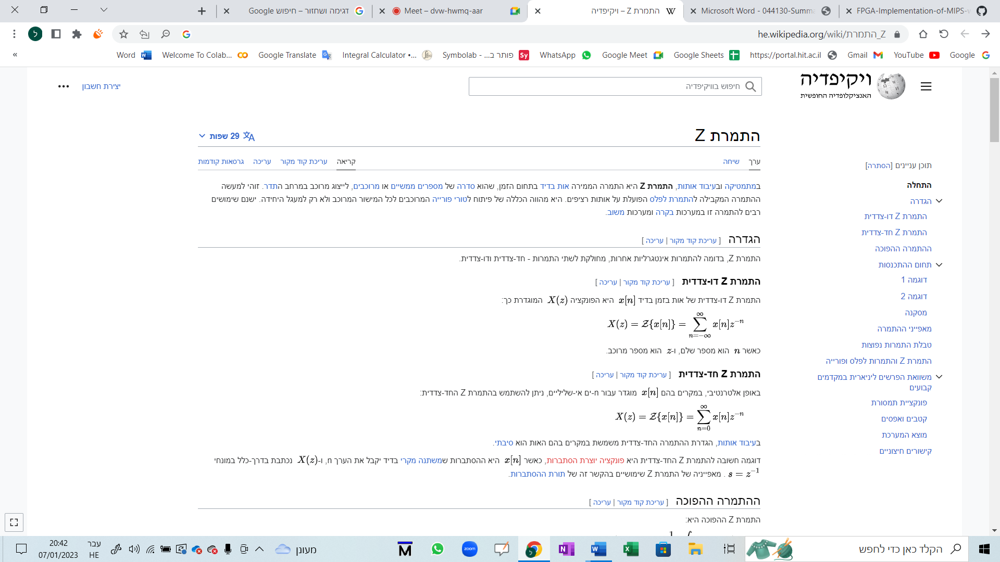 דגימה ושחזור – חיפוש Google
Meet – dvw-hwmq-aar
התמרת Z – ויקיפדיה
Microsoft Word - 044130-Summa
FPGA-Implementation-of-MIPS-w
he.wikipedia.org/wiki/התמרת_Z
Google
YouTube
Gmail
https://portal.hit.ac.il
Google Sheets
Google Meet
WhatsApp
Symbolab - ...פותר ב
Integral Calculator •...
Google Translate
Welcome To Colab...
Word
»
ויקיפדיה
האנציקלופדיה החופשית
חיפוש בוויקיפדיה
יצירת חשבון
התמרת Z
29 שפות
ערך
שיחה
קריאה
עריכת קוד מקור
עריכה
גרסאות קודמות
תוכן עניינים [הסתרה]
התחלה
הגדרה
התמרת Z דו-צדדית
התמרת Z חד-צדדית
ההתמרה ההפוכה
תחום ההתכנסות
דוגמה 1
דוגמה 2
מסקנה
מאפייני ההתמרה
טבלת התמרות נפוצות
התמרת Z והתמרות לפלס ופורייה
משוואת הפרשים ליניארית במקדמים
קבועים
פונקציית תמסורת
קטבים ואפסים
מוצא המערכת
קישורים חיצוניים
במתמטיקה ובעיבוד אותות, התמרת Z היא התמרה הממירה אות בדיד בתחום הזמן, שהוא סדרה של מספרים ממשיים או מרוכבים, לייצוג מרוכב במרחב התדר. זוהי למעשה
ההתמרה המקבילה להתמרת לפלס הפועלת על אותות רציפים. היא מהווה הכללה של פיתוח לטורי פורייה המרוכבים לכל המישור המרוכב ולא רק למעגל היחידה. ישנם שימושים
רבים להתמרה זו במערכות בקרה ומערכות משוב.
הגדרה [ עריכת קוד מקור | עריכה ]
התמרת Z, בדומה להתמרות אינטגרליות אחרות, מחולקת לשתי התמרות - חד-צדדית ודו-צדדית.
התמרת Z דו-צדדית [ עריכת קוד מקור | עריכה ]
התמרת Z דו-צדדית של אות בזמן בדיד x[n] היא הפונקציה X(z) המוגדרת כך:
X(z) = 𝒵{x[n]} = ∑_{n=−∞}^{∞} x[n]z^{−n}
כאשר n הוא מספר שלם, ו-z הוא מספר מרוכב.
התמרת Z חד-צדדית [ עריכת קוד מקור | עריכה ]
באופן אלטרנטיבי, במקרים בהם x[n] מוגדר עבור n-ים אי-שליליים, ניתן להשתמש בהתמרת Z החד-צדדית:
X(z) = 𝒵{x[n]} = ∑_{n=0}^{∞} x[n]z^{−n}
בעיבוד אותות, הגדרת ההתמרה החד-צדדית משמשת במקרים בהם האות הוא סיבתי.
דוגמה חשובה להתמרת Z החד-צדדית היא פונקציה יוצרת הסתברות, כאשר x[n] היא ההסתברות שמשתנה מקרי בדיד יקבל את הערך n, ו-X(z) נכתבת בדרך-כלל במונחי
s = z^{−1} . מאפייניה של התמרת Z שימושיים בהקשר זה של תורת ההסתברות.
ההתמרה ההפוכה [ עריכת קוד מקור | עריכה ]
התמרת Z ההפוכה היא:
הקלד כאן כדי לחפש
zoom
מעונן
עבר
HE
20:42
07/01/2023